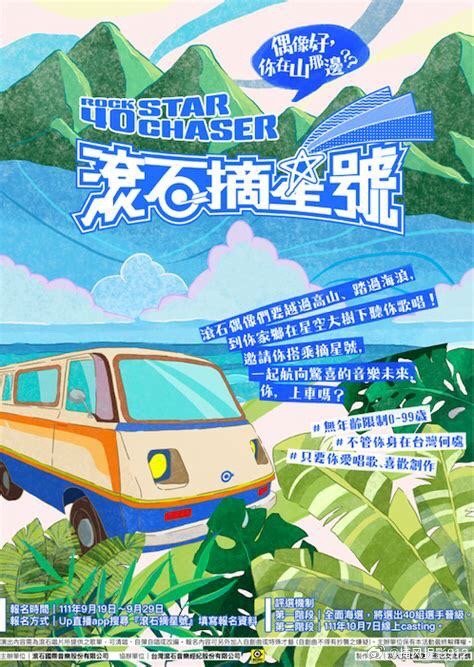 偶像好，
你在山那邊??
ROCK STAR
40 CHASER
滾石摘星號
滾石偶像們要越過高山、踏過海浪，
到你家鄉在星空大樹下聽你歌唱！
邀請你搭乘摘星號，
一起航向驚喜的音樂未來，
你，上車嗎？
#無年齡限制0-99歲
#不管你身在台灣何處
#只要你愛唱歌、喜歡創作
報名時間｜111年9月19日～9月29日
報名方式｜Up直播app搜尋『滾石摘星號』填寫報名資料
評選機制
第一階段｜全面海選，將選出40組選手晉級。
第二階段｜111年10月7日線上casting。
主辦單位｜滾石國際音樂股份有限公司
協辦單位｜台灣滾石音樂經紀股份有限公司